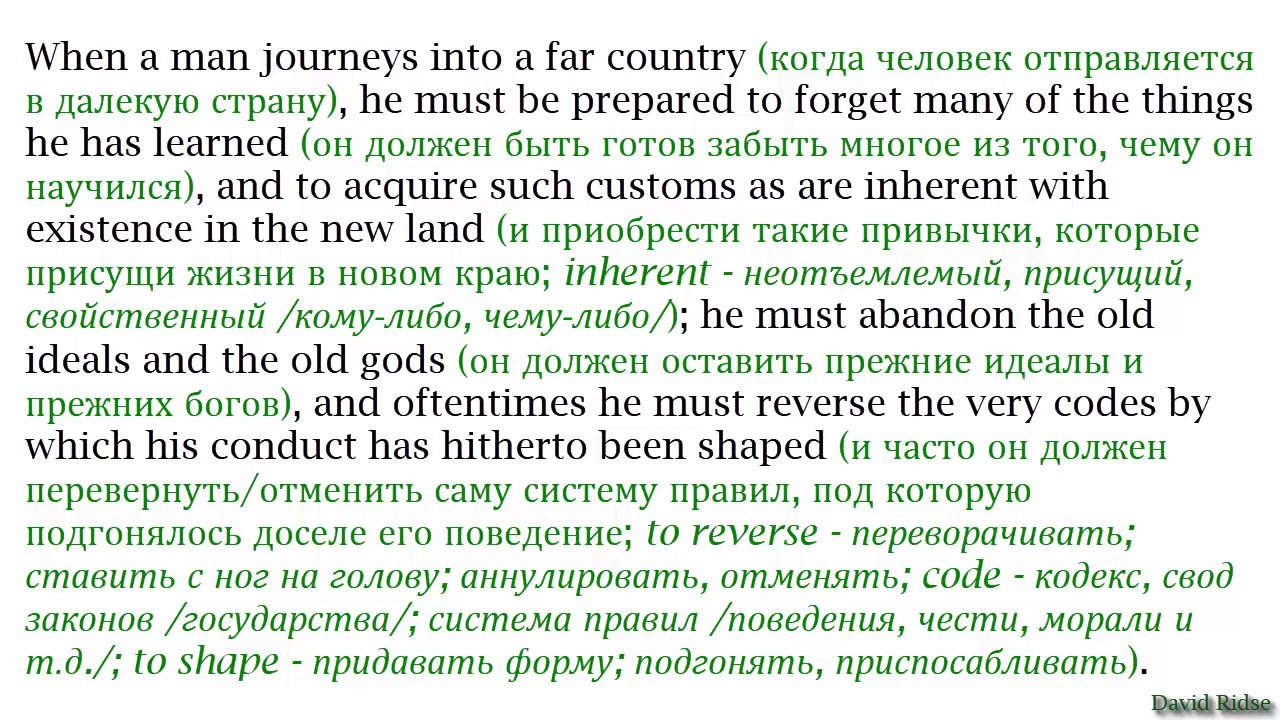 When a man journeys into a far country (когда человек отправляется
в далекую страну), he must be prepared to forget many of the things
he has learned (он должен быть готов забыть многое из того, чему он
научился), and to acquire such customs as are inherent with
existence in the new land (и приобрести такие привычки, которые
присущи жизни в новом краю; inherent - неотъемлемый, присущий,
свойственный /кому-либо, чему-либо/); he must abandon the old
ideals and the old gods (он должен оставить прежние идеалы и
прежних богов), and oftentimes he must reverse the very codes by
which his conduct has hitherto been shaped (и часто он должен
перевернуть/отменить саму систему правил, под которую
подгонялось доселе его поведение; to reverse - переворачивать;
ставить с ног на голову; аннулировать, отменять; code - кодекс, свод
законов /государства/; система правил /поведения, чести, морали и
т.д./; to shape - придавать форму; подгонять, приспосабливать).
David Ridse